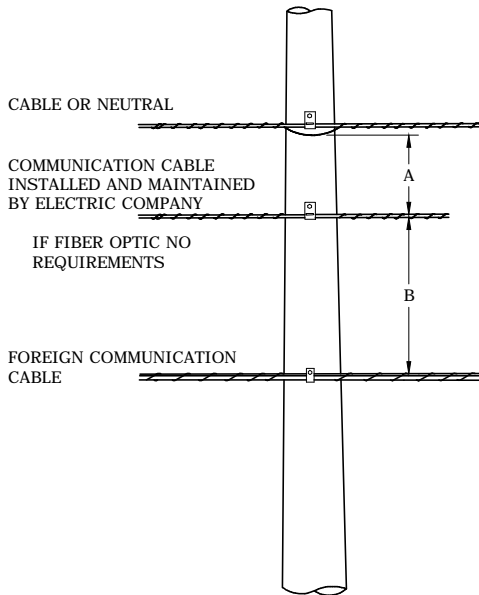 CABLE OR NEUTRAL
COMMUNICATION CABLE
INSTALLED AND MAINTAINED
BY ELECTRIC COMPANY
A
IF FIBER OPTIC NO
REQUIREMENTS
B
FOREIGN COMMUNICATION
CABLE